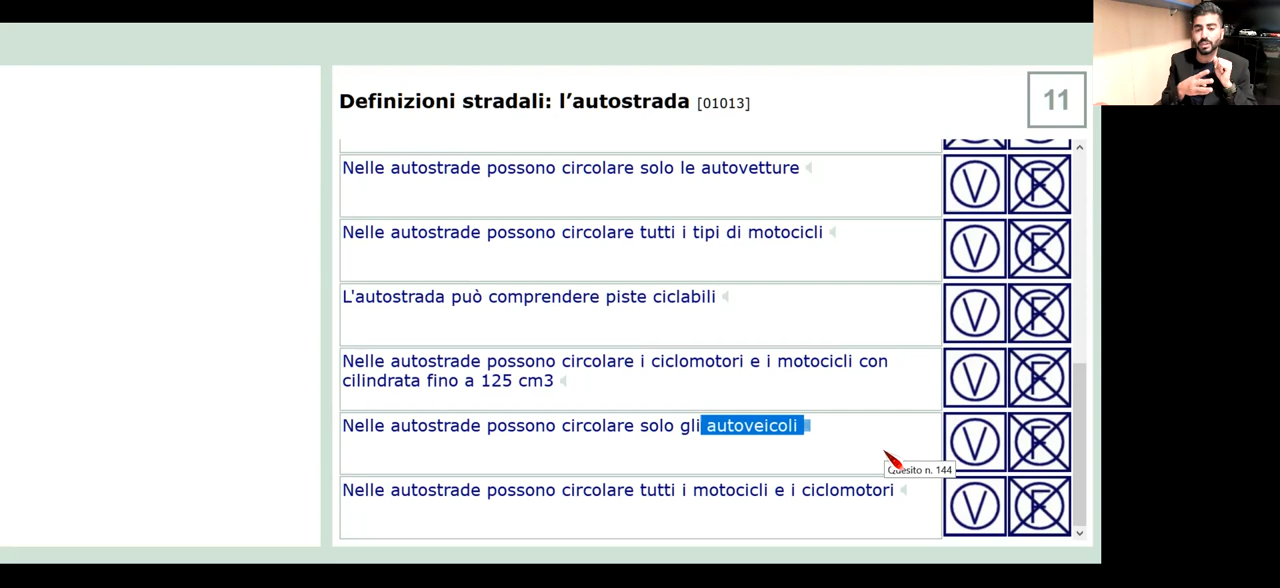 Definizioni stradali: l’autostrada [01013]
11
Nelle autostrade possono circolare solo le autovetture
V F
Nelle autostrade possono circolare tutti i tipi di motocicli
V F
L'autostrada può comprendere piste ciclabili
V F
Nelle autostrade possono circolare i ciclomotori e i motocicli con
cilindrata fino a 125 cm3
V F
Nelle autostrade possono circolare solo gli autoveicoli
V F
Quesito n. 144
Nelle autostrade possono circolare tutti i motocicli e i ciclomotori
V F